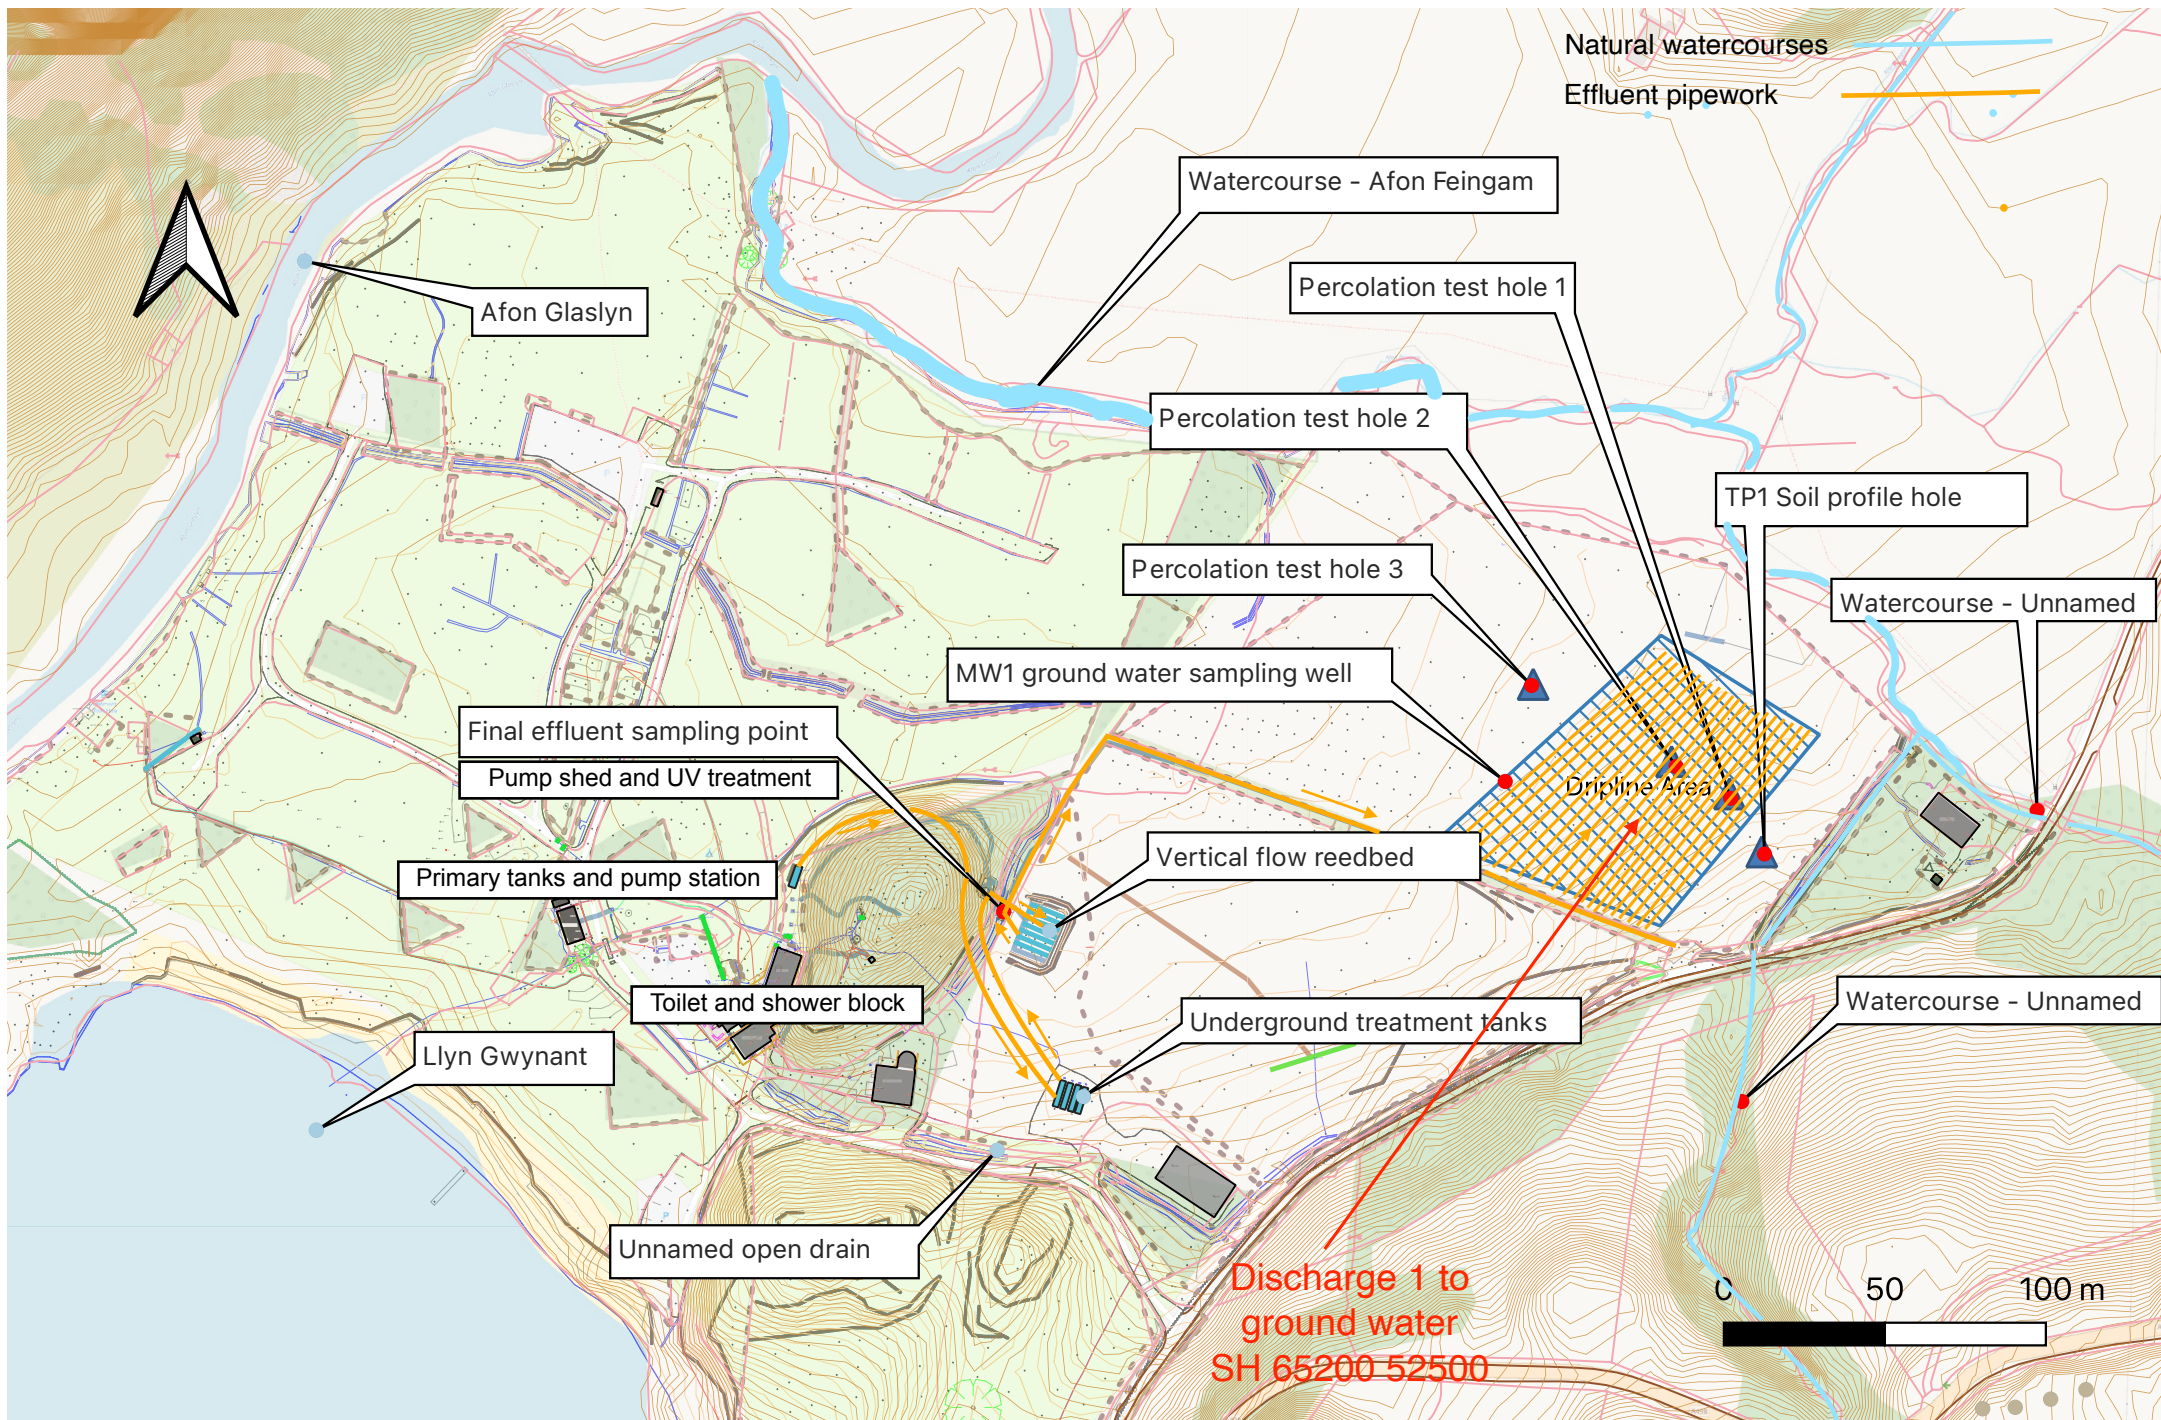 Natural watercourses
Effluent pipework
Watercourse - Afon Feingam
Percolation test hole 1
Afon Glaslyn
Percolation test hole 2
TP1 Soil profile hole
Percolation test hole 3
Watercourse - Unnamed
MW1 ground water sampling well
Final effluent sampling point
Pump shed and UV treatment
Dripline Area
Vertical flow reedbed
Primary tanks and pump station
Toilet and shower block
Watercourse - Unnamed
Underground treatment tanks
Llyn Gwynant
Unnamed open drain
Discharge 1 to
ground water
SH 65200 52500
0 50 100 m